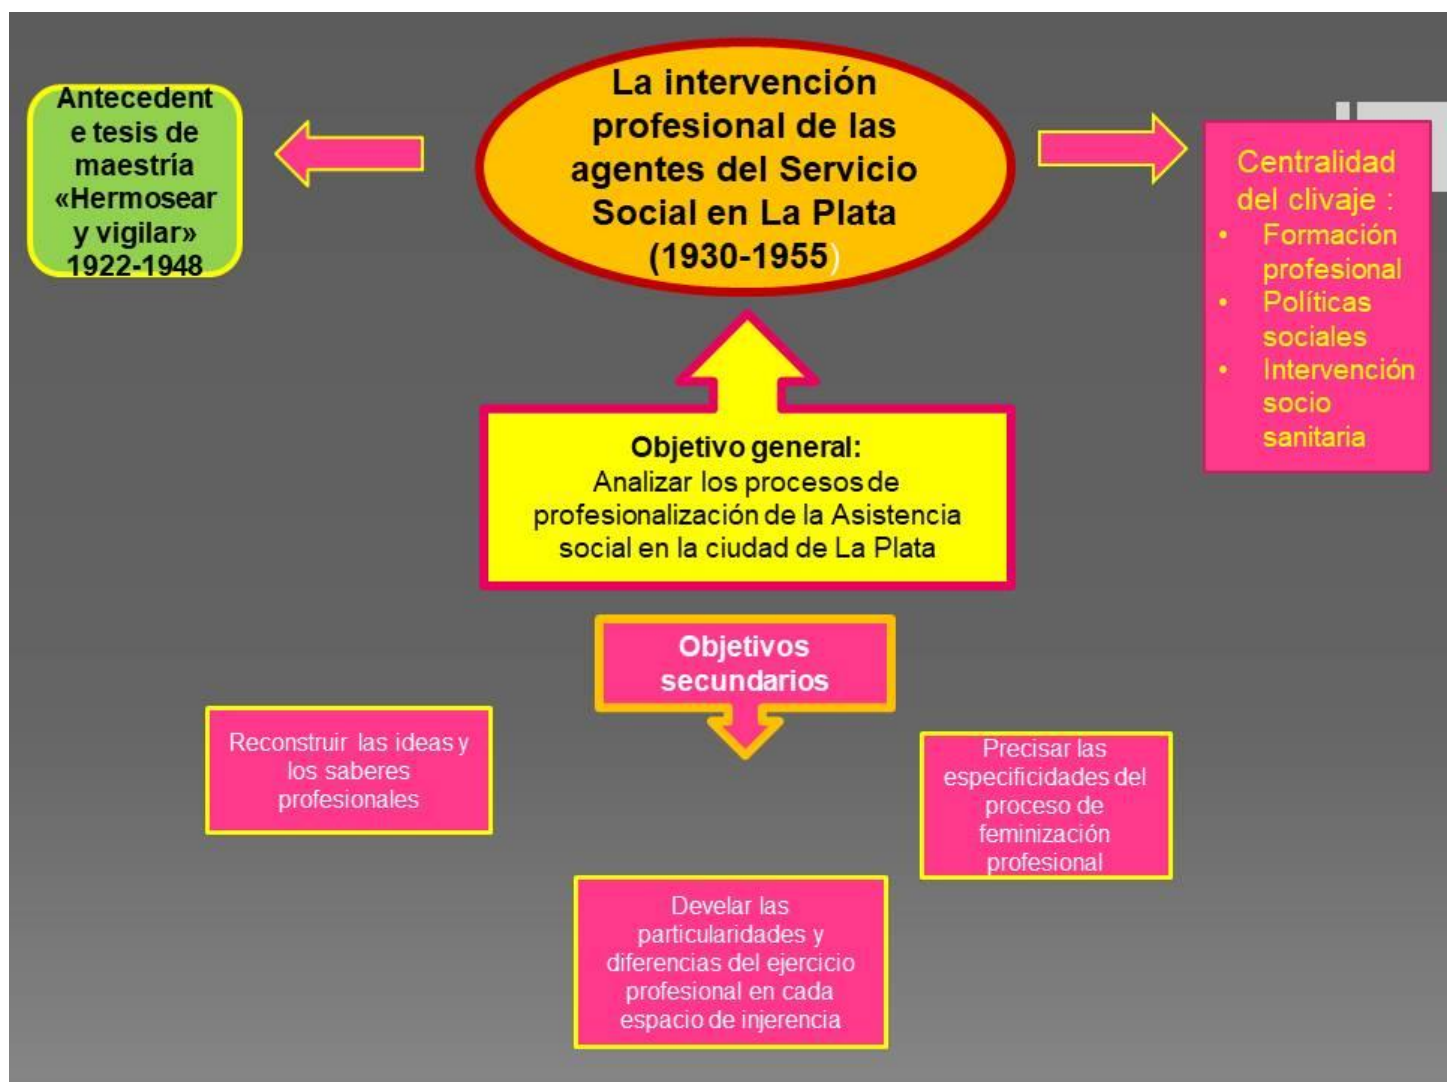 La intervención
profesional de las
agentes del Servicio
Social en La Plata
(1930-1955)
Antecedent
e tesis de
maestría
«Hermosear
y vigilar»
1922-1948
Centralidad
del clivaje :
• Formación
profesional
• Políticas
sociales
• Intervención
socio
sanitaria
Objetivo general:
Analizar los procesos de
profesionalización de la Asistencia
social en la ciudad de La Plata
Objetivos
secundarios
Reconstruir las ideas y
los saberes
profesionales
Precisar las
especificidades del
proceso de
feminización
profesional
Develar las
particularidades y
diferencias del ejercicio
profesional en cada
espacio de injerencia